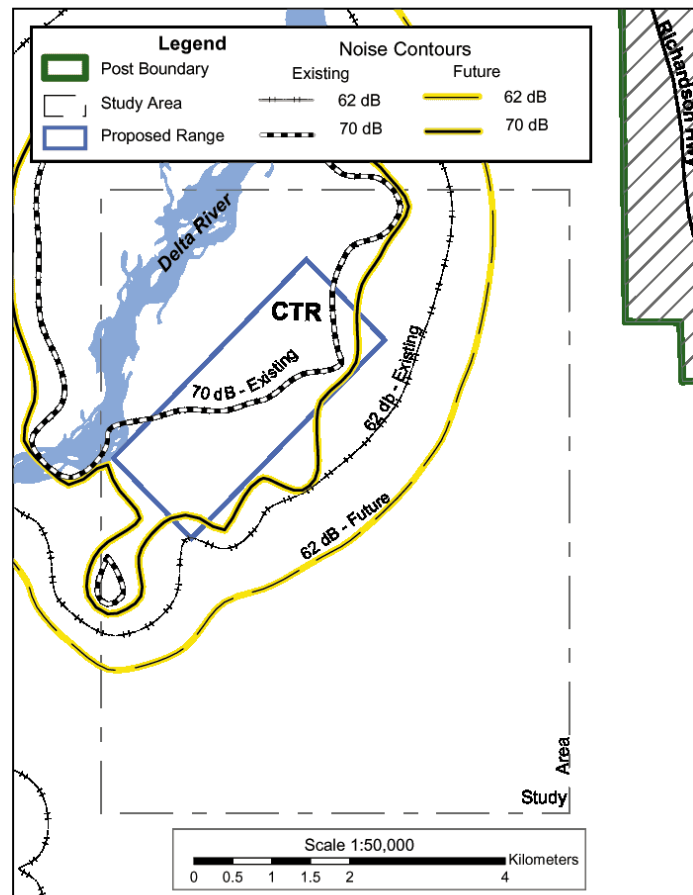 Legend
Noise Contours
Post Boundary
Existing
Future
Study Area
62 dB
62 dB
Proposed Range
70 dB
70 dB
Richardson Hwy
Delta River
CTR
70 dB - Existing
62 db - Existing
62 dB - Future
Study Area
Scale 1:50,000
Kilometers
0 0.5 1 1.5 2 4